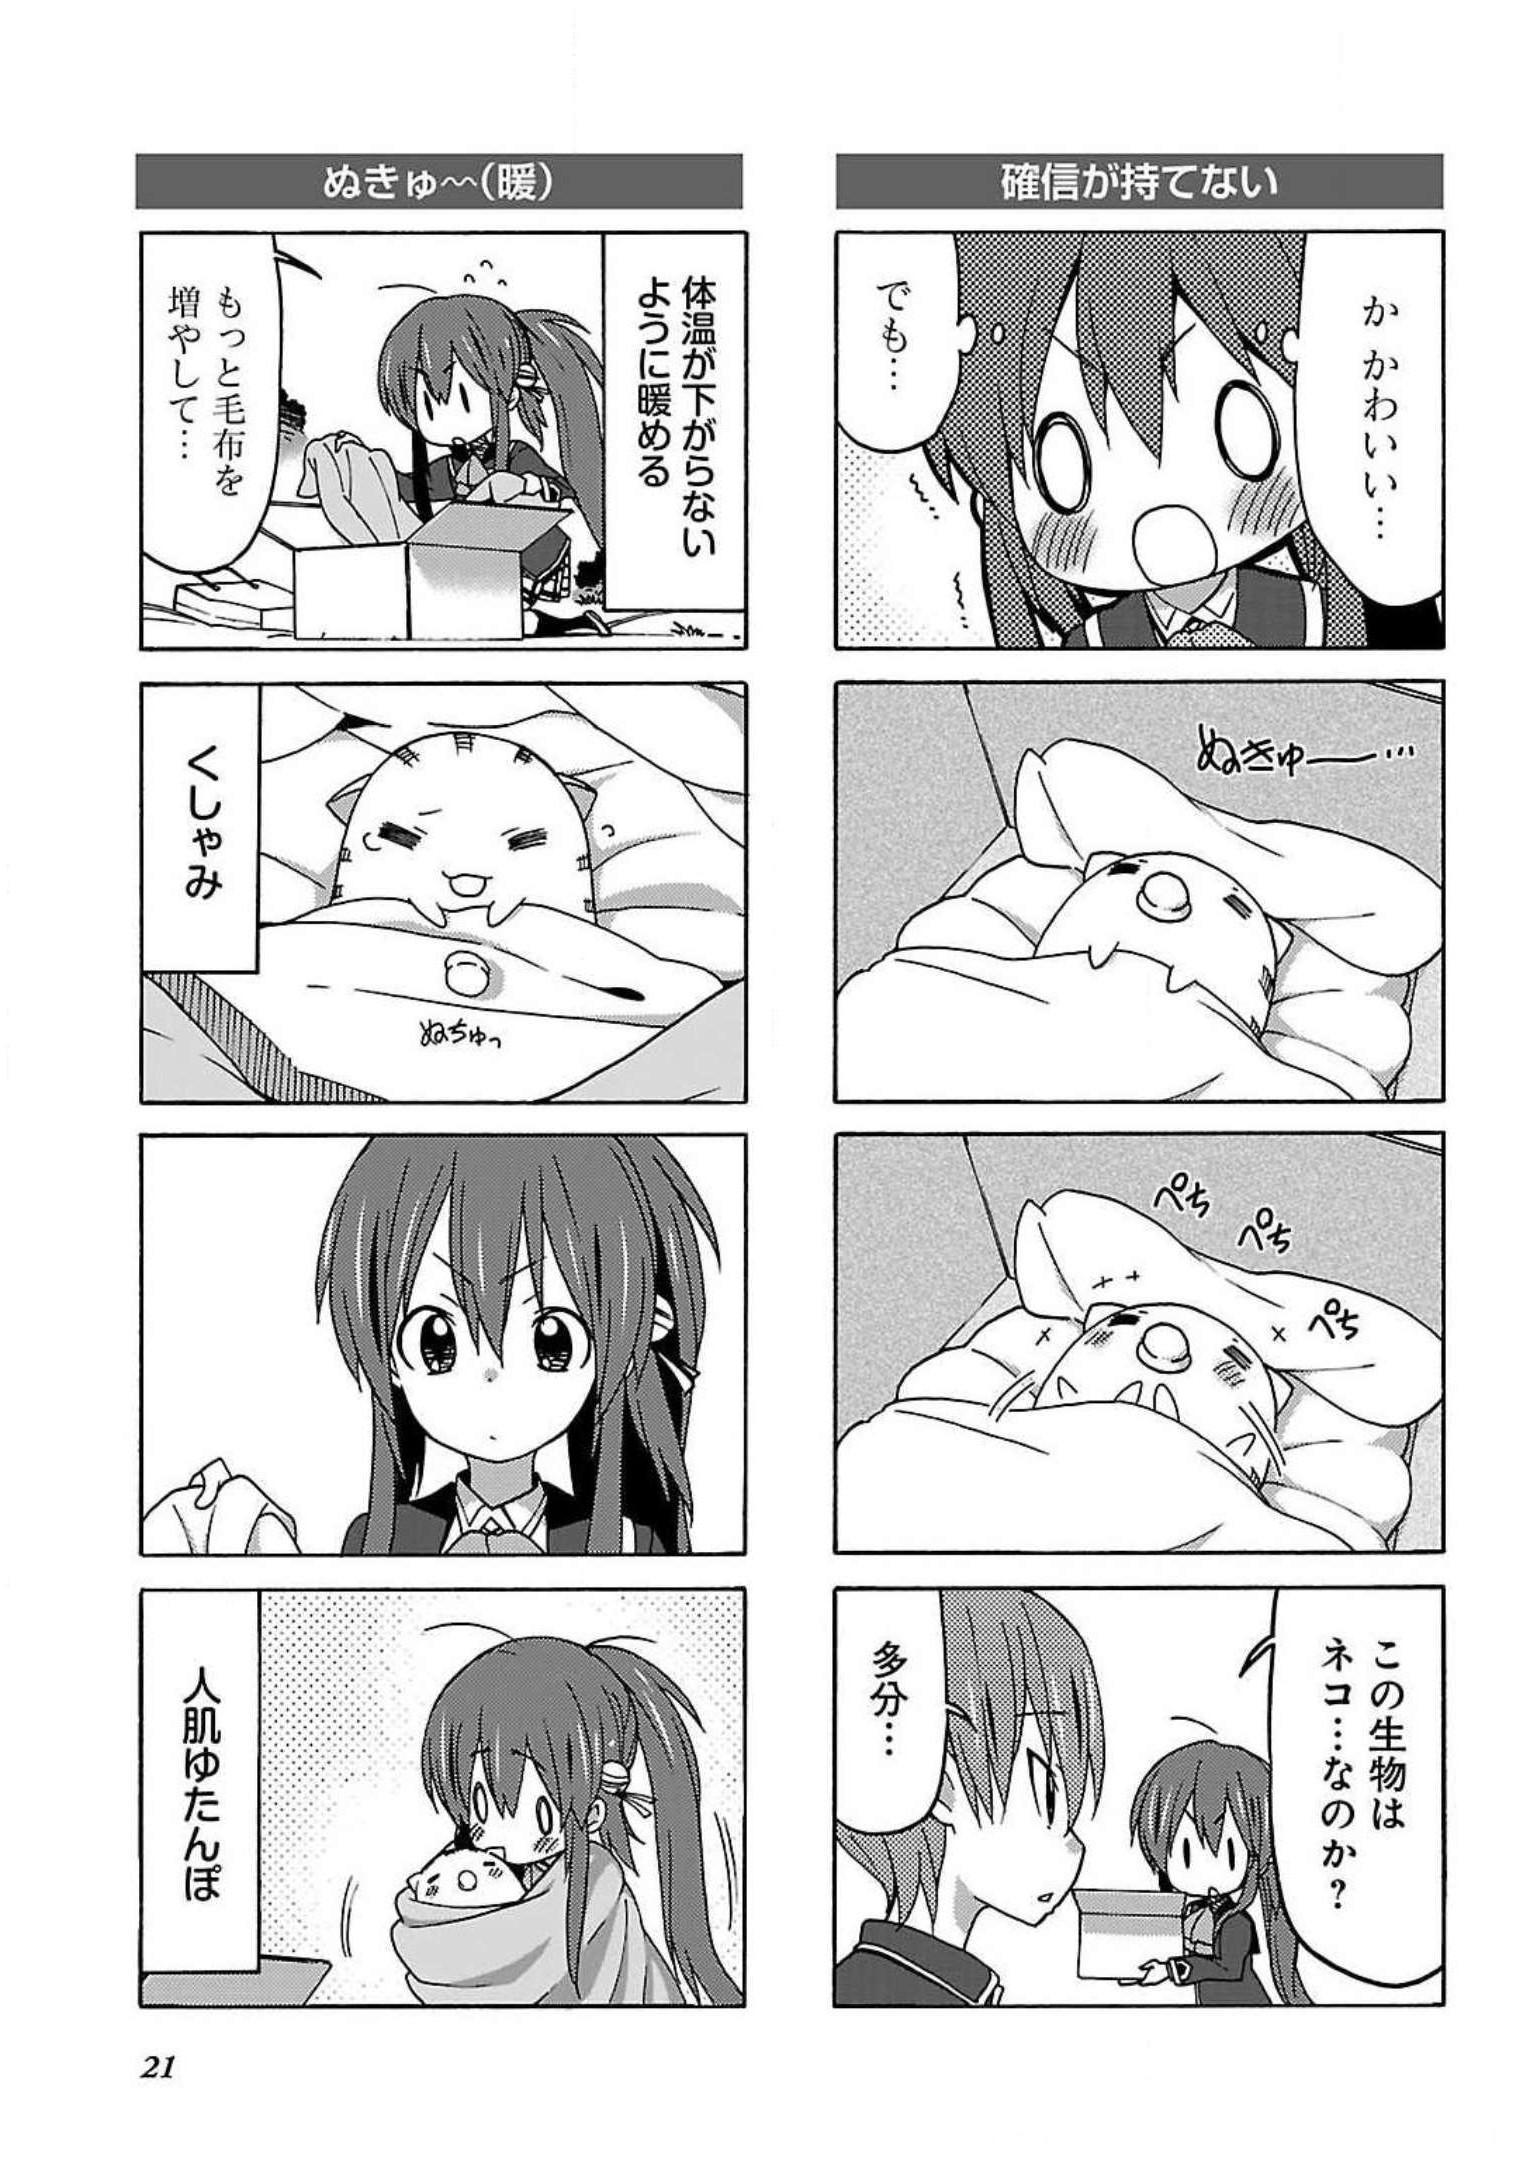 確信が持てない
か かわいい…
でも…
ぬきゅー…
ぺち
ぺち
ぺち
この生物は
ネコ…なのか?
多分…
ぬきゅ〜(暖)
体温が下がらない
ように暖める
もっと毛布を
増やして…
くしゃみ
ぬちゅっ
人肌ゆたんぽ
21